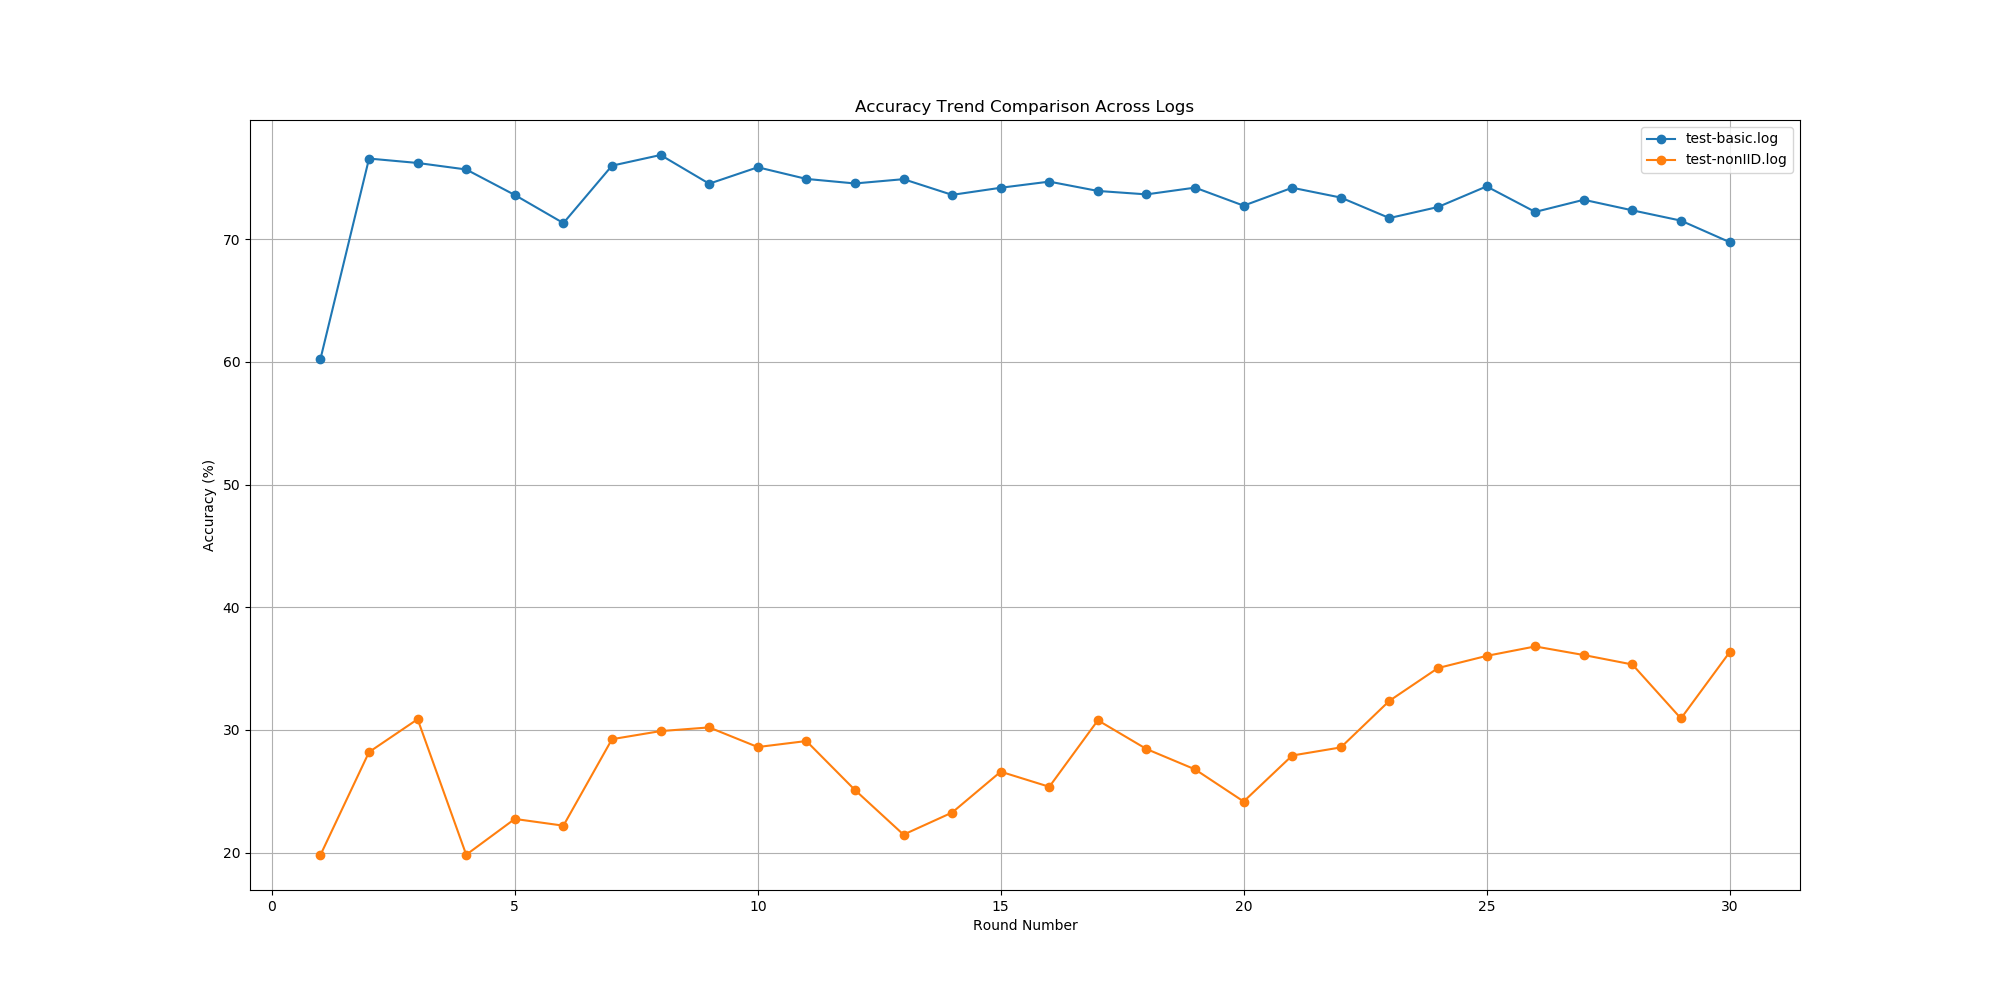 Accuracy Trend Comparison Across Logs
test-basic.log
test-nonIID.log
70
60
50
40
30
20
Accuracy (%)
0 5 10 15 20 25 30
Round Number